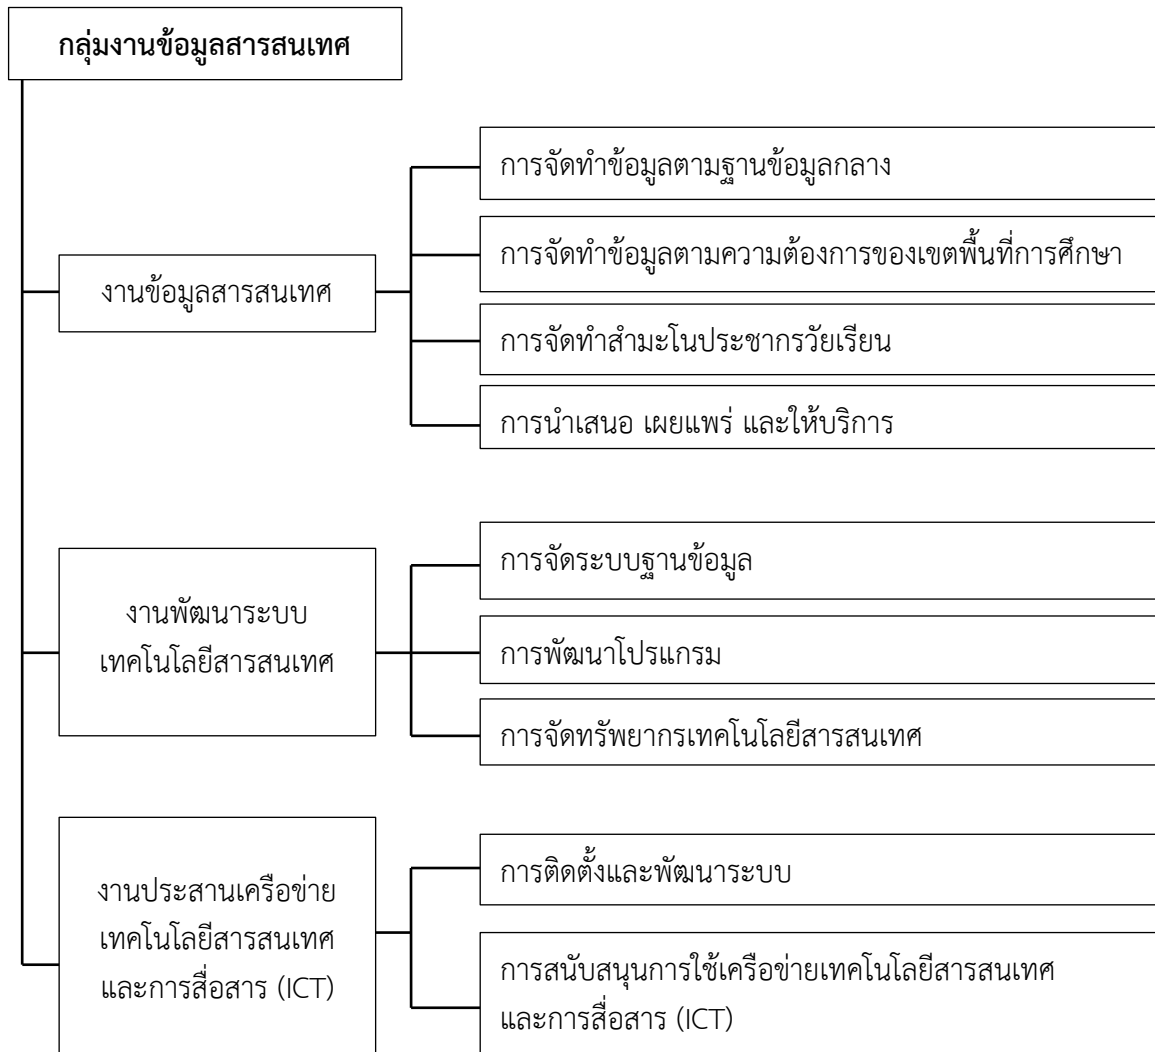 กลุ่มงานข้อมูลสารสนเทศ
งานข้อมูลสารสนเทศ
การจัดทำข้อมูลตามฐานข้อมูลกลาง
การจัดทำข้อมูลตามความต้องการของเขตพื้นที่การศึกษา
การจัดทำสำมะโนประชากรวัยเรียน
การนำเสนอ เผยแพร่ และให้บริการ
งานพัฒนาระบบ
เทคโนโลยีสารสนเทศ
การจัดระบบฐานข้อมูล
การพัฒนาโปรแกรม
การจัดทรัพยากรเทคโนโลยีสารสนเทศ
งานประสานเครือข่าย
เทคโนโลยีสารสนเทศ
และการสื่อสาร (ICT)
การติดตั้งและพัฒนาระบบ
การสนับสนุนการใช้เครือข่ายเทคโนโลยีสารสนเทศ
และการสื่อสาร (ICT)